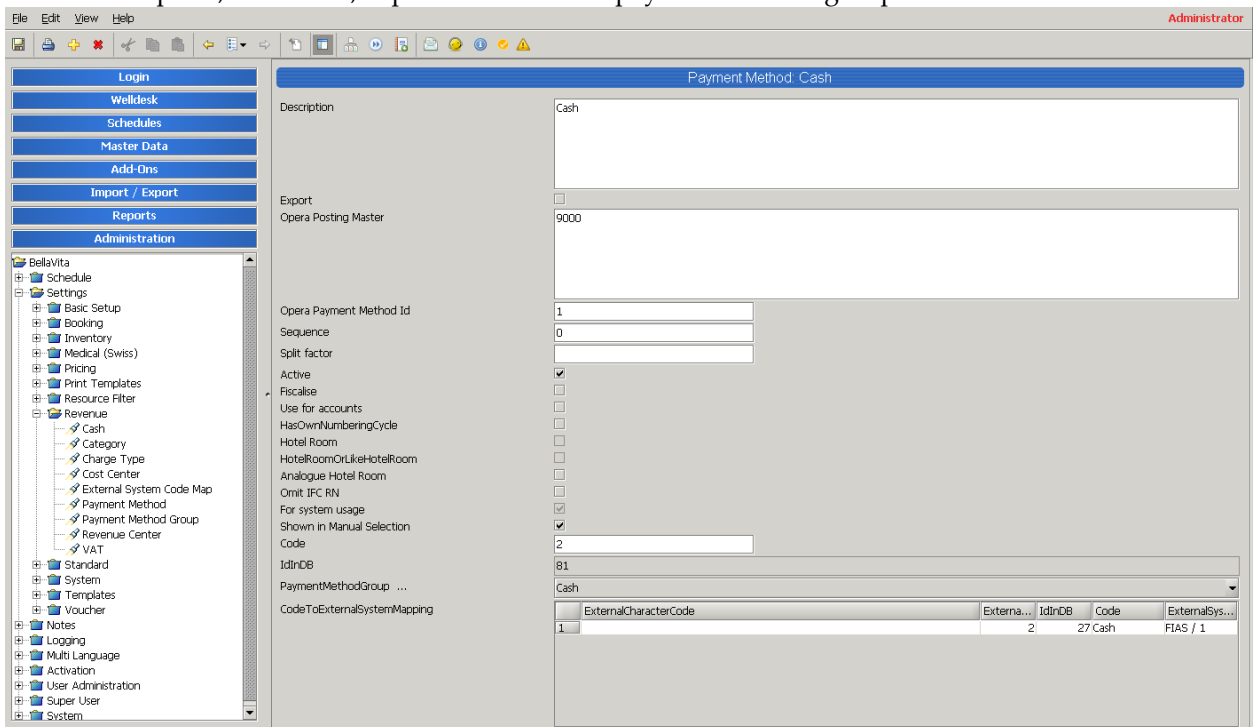 File Edit View Help
Administrator
Login
Welldesk
Schedules
Master Data
Add-Ons
Import / Export
Reports
Administration
BellaVita
Schedule
Settings
Basic Setup
Booking
Inventory
Medical (Swiss)
Pricing
Print Templates
Resource Filter
Revenue
Cash
Category
Charge Type
Cost Center
External System Code Map
Payment Method
Payment Method Group
Revenue Center
VAT
Standard
System
Templates
Voucher
Notes
Logging
Multi Language
Activation
User Administration
Super User
System
Payment Method: Cash
Description Cash
Export
Opera Posting Master 9000
Opera Payment Method Id 1
Sequence 0
Split factor
Active
Fiscalise
Use for accounts
HasOwnNumberingCycle
Hotel Room
HotelRoomOrLikeHotelRoom
Analogue Hotel Room
Omit IFC RN
For system usage
Shown in Manual Selection
Code 2
IdInDB 81
PaymentMethodGroup ... Cash
CodeToExternalSystemMapping
ExternalCharacterCode Externa... IdInDB Code ExternalSys...
1 2 27 Cash FIAS / 1